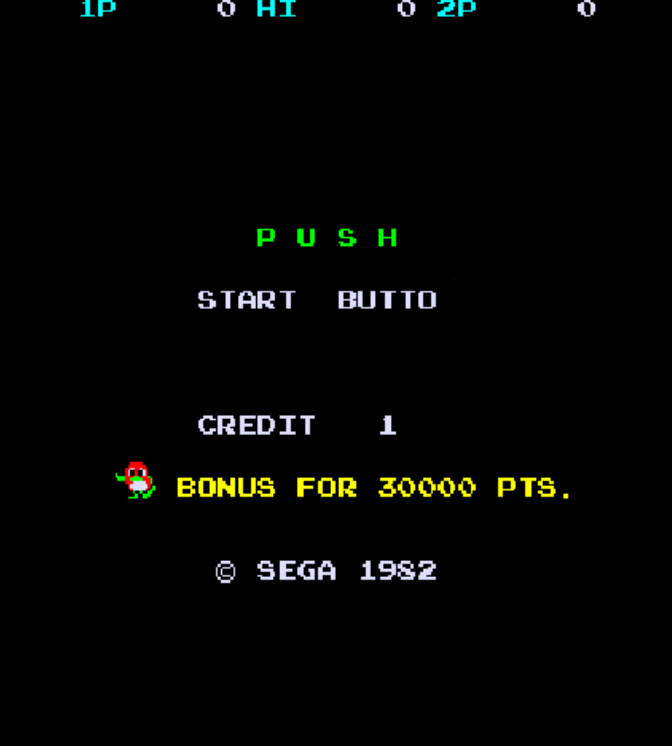 1P 0 HI 0 2P 0
P U S H
START BUTTO
CREDIT 1
BONUS FOR 30000 PTS.
© SEGA 1982